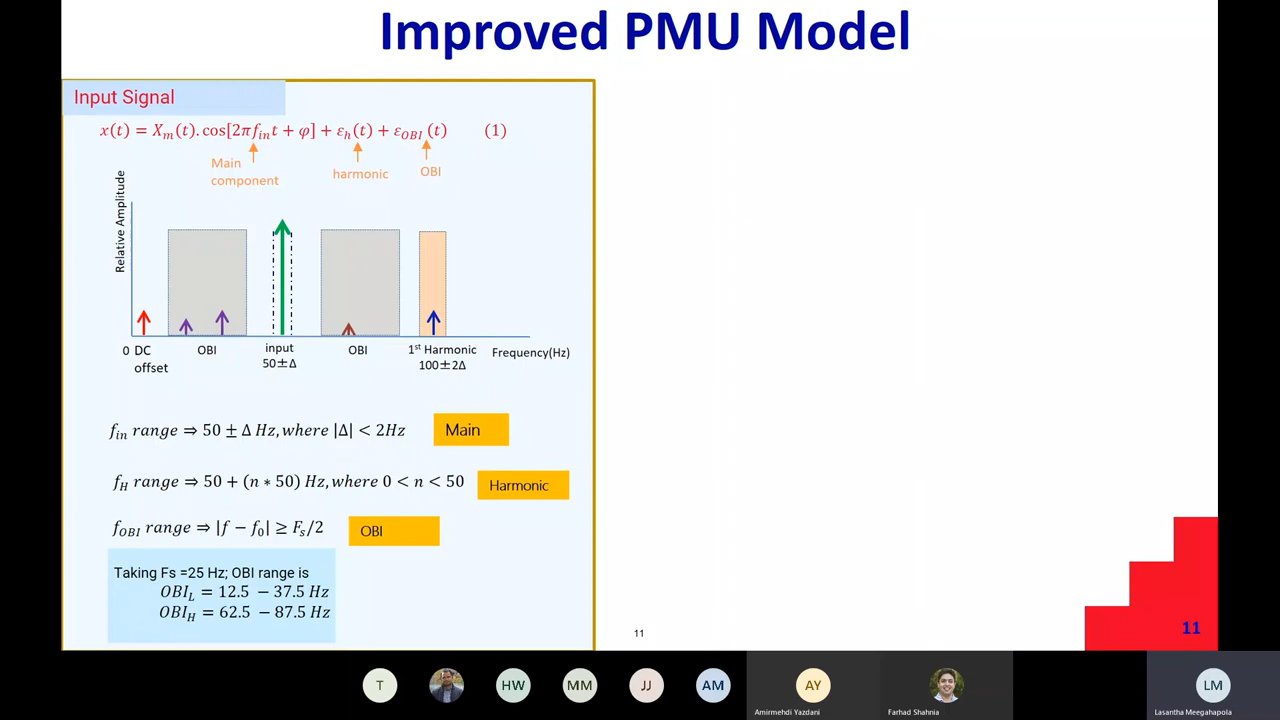 Improved PMU Model
Input Signal
x(t) = Xₘ(t).cos[2πf_in t + φ] + ε_h(t) + ε_OBI (t) (1)
Main
component
harmonic
OBI
Relative Amplitude
0 DC
offset
OBI
input
50±Δ
OBI
1st Harmonic
100±2Δ
Frequency(Hz)
f_in range ⇒ 50 ± Δ Hz, where |Δ| < 2Hz
Main
f_H range ⇒ 50 + (n * 50) Hz, where 0 < n < 50
Harmonic
f_OBI range ⇒ |f − f₀| ≥ F_s/2
OBI
Taking Fs =25 Hz; OBI range is
OBI_L = 12.5 − 37.5 Hz
OBI_H = 62.5 − 87.5 Hz
11
11
T
HW
MM
JJ
AM
AY
LM
Amirmehdi Yazdani
Farhad Shahnia
Lasantha Meegahapola